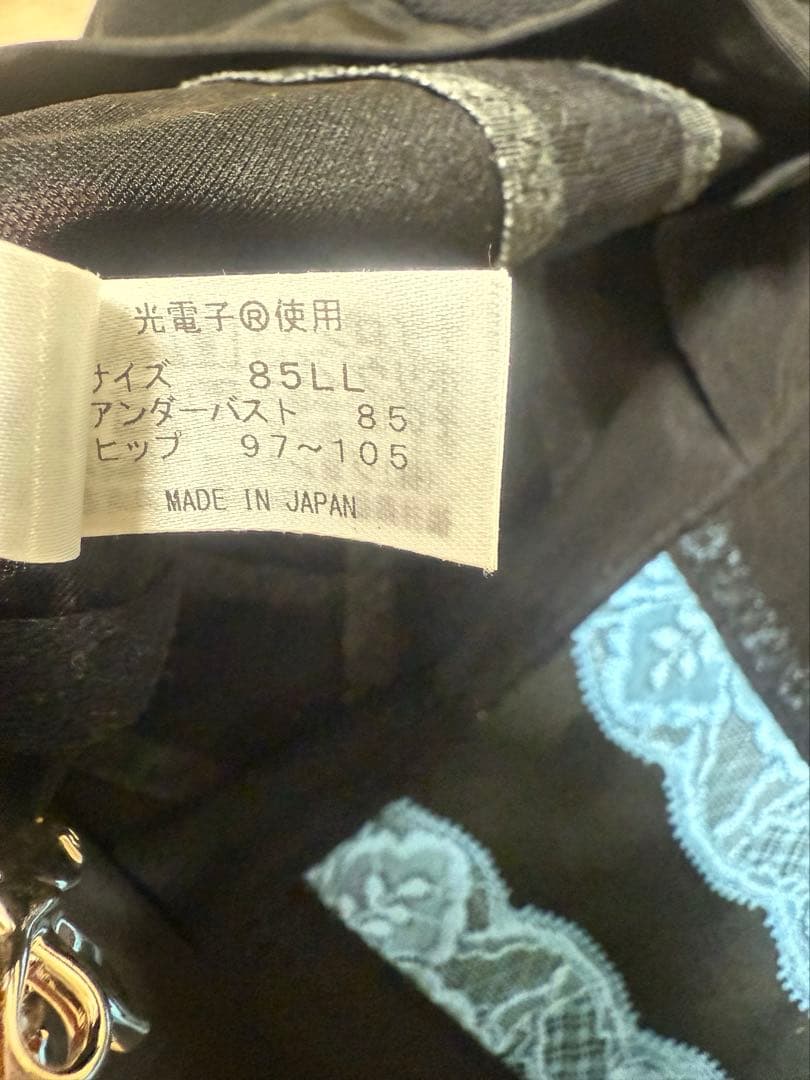 光電子®使用
サイズ 85LL
アンダーバスト 85
ヒップ 97～105
MADE IN JAPAN